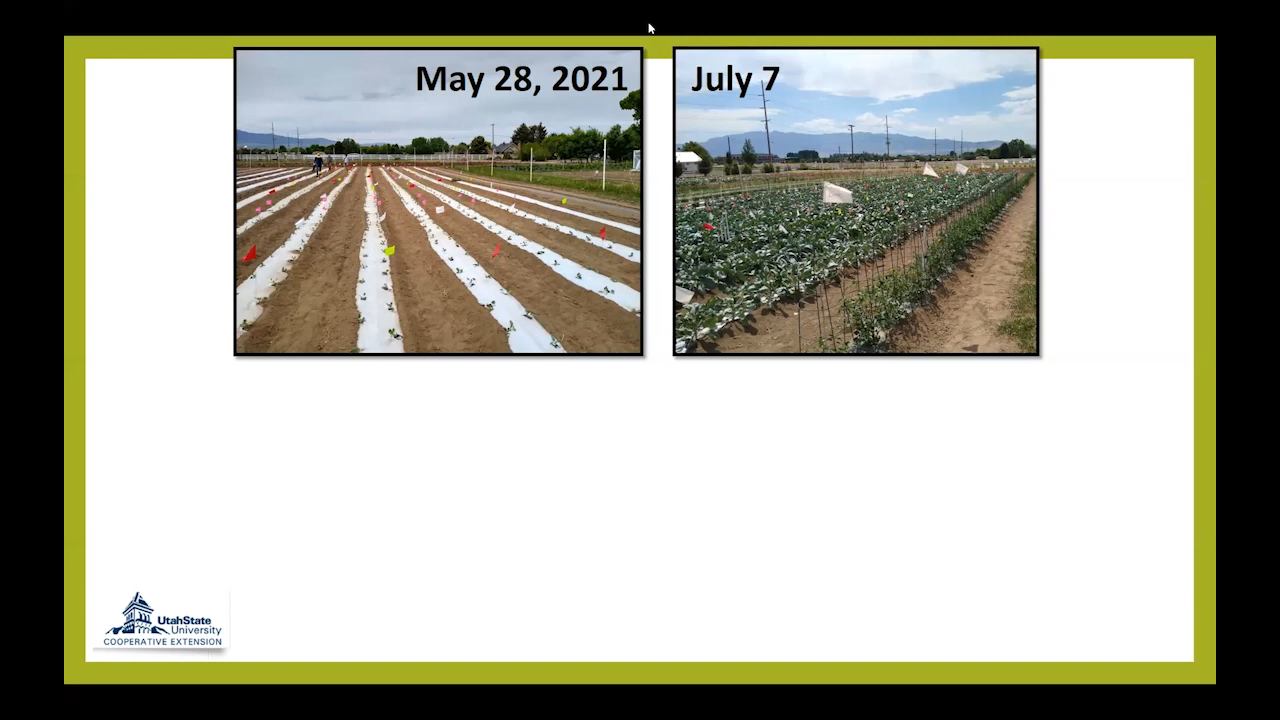 May 28, 2021
July 7
UtahState
University
COOPERATIVE EXTENSION